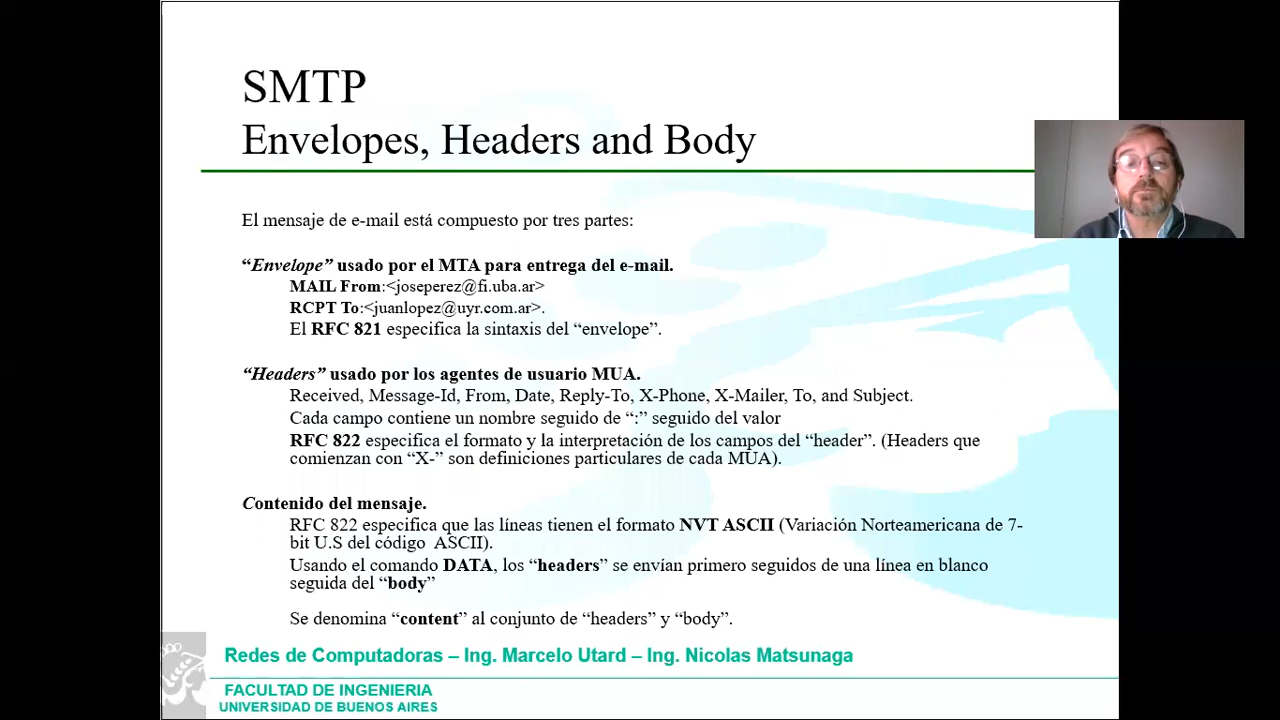 SMTP
Envelopes, Headers and Body
El mensaje de e-mail está compuesto por tres partes:
“Envelope” usado por el MTA para entrega del e-mail.
MAIL From:<joseperez@fi.uba.ar>
RCPT To:<juanlopez@uyr.com.ar>.
El RFC 821 especifica la sintaxis del “envelope”.
“Headers” usado por los agentes de usuario MUA.
Received, Message-Id, From, Date, Reply-To, X-Phone, X-Mailer, To, and Subject.
Cada campo contiene un nombre seguido de “:” seguido del valor
RFC 822 especifica el formato y la interpretación de los campos del “header”. (Headers que
comienzan con “X-” son definiciones particulares de cada MUA).
Contenido del mensaje.
RFC 822 especifica que las líneas tienen el formato NVT ASCII (Variación Norteamericana de 7-
bit U.S del código ASCII).
Usando el comando DATA, los “headers” se envían primero seguidos de una línea en blanco
seguida del “body”
Se denomina “content” al conjunto de “headers” y “body”.
Redes de Computadoras – Ing. Marcelo Utard – Ing. Nicolas Matsunaga
FACULTAD DE INGENIERIA
UNIVERSIDAD DE BUENOS AIRES